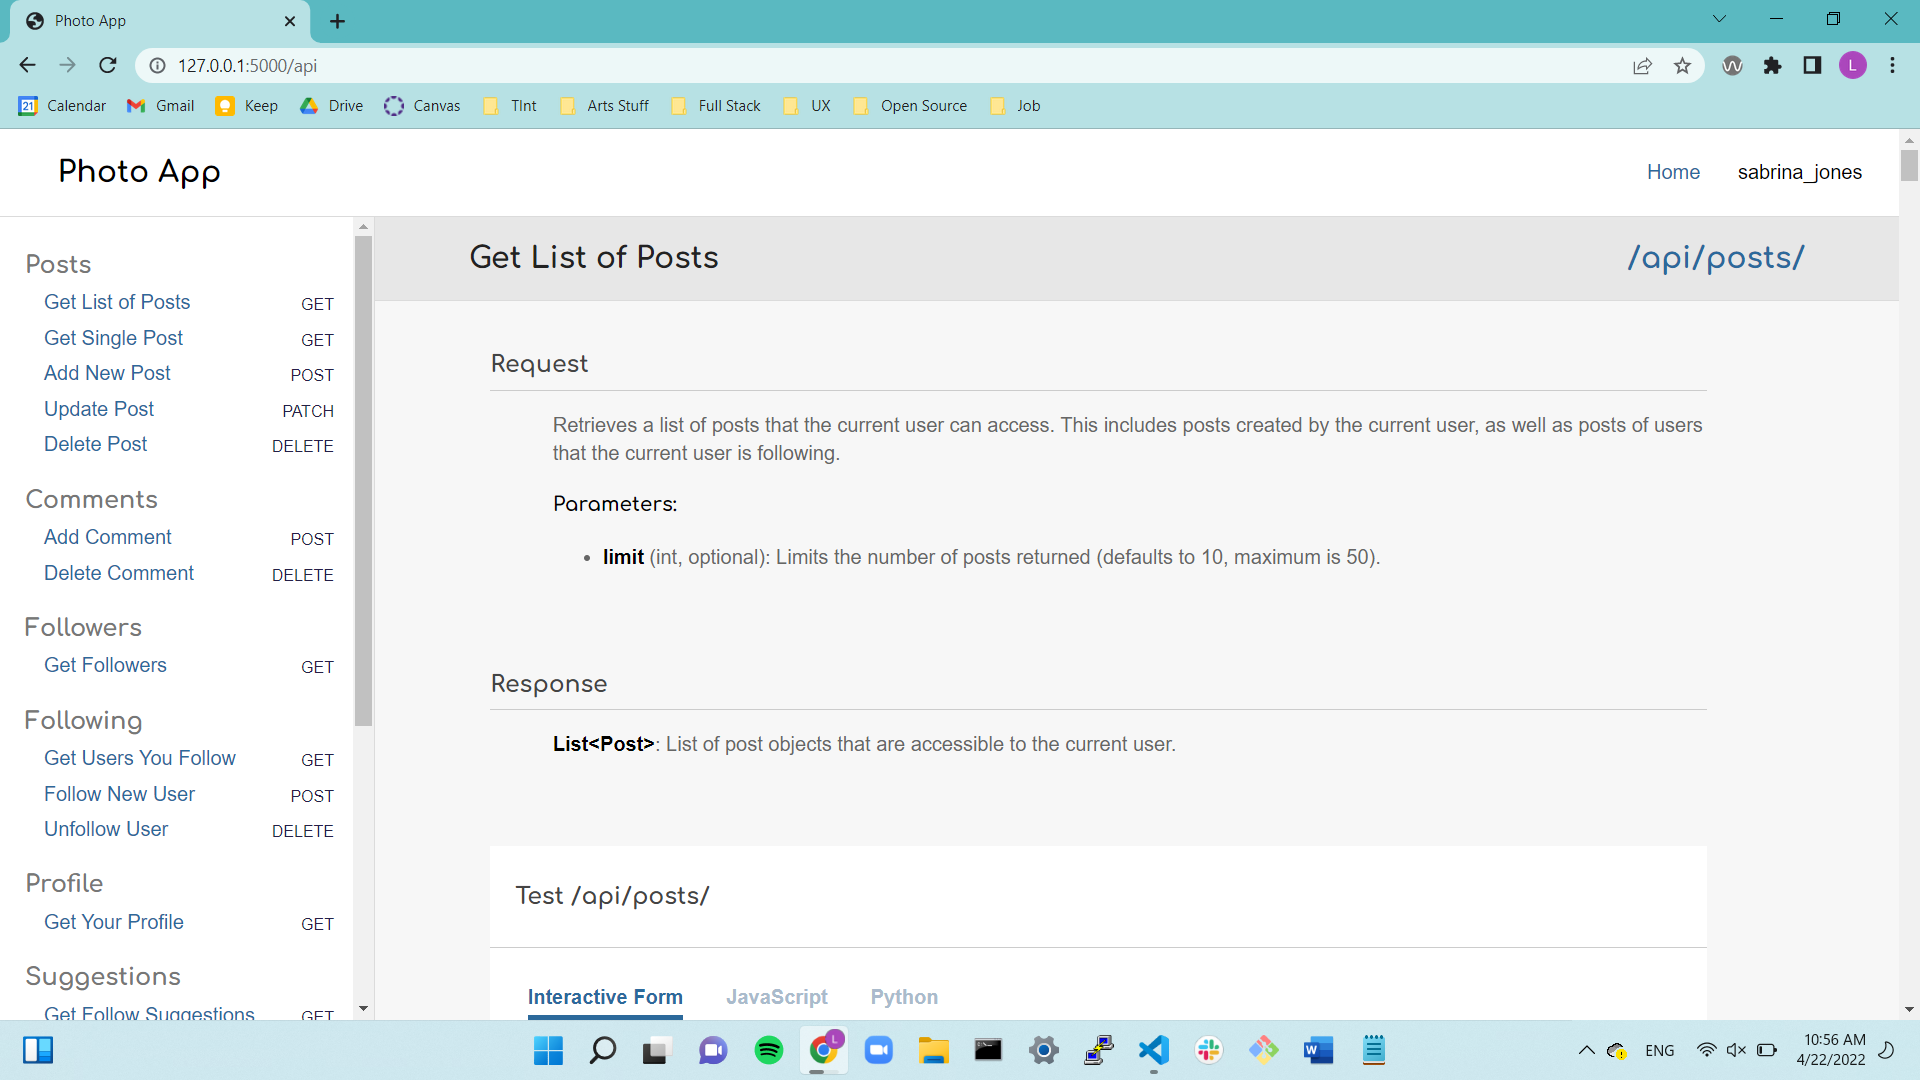 Photo App
127.0.0.1:5000/api
L
21 Calendar Gmail Keep Drive Canvas TInt Arts Stuff Full Stack UX Open Source Job
Photo App
Home sabrina_jones
Posts
Get List of Posts GET
Get Single Post GET
Add New Post POST
Update Post PATCH
Delete Post DELETE
Comments
Add Comment POST
Delete Comment DELETE
Followers
Get Followers GET
Following
Get Users You Follow GET
Follow New User POST
Unfollow User DELETE
Profile
Get Your Profile GET
Suggestions
Get Follow Suggestions GET
Get List of Posts /api/posts/
Request
Retrieves a list of posts that the current user can access. This includes posts created by the current user, as well as posts of users
that the current user is following.
Parameters:
• limit (int, optional): Limits the number of posts returned (defaults to 10, maximum is 50).
Response
List<Post>: List of post objects that are accessible to the current user.
Test /api/posts/
Interactive Form JavaScript Python
L
W
ENG
10:56 AM
4/22/2022